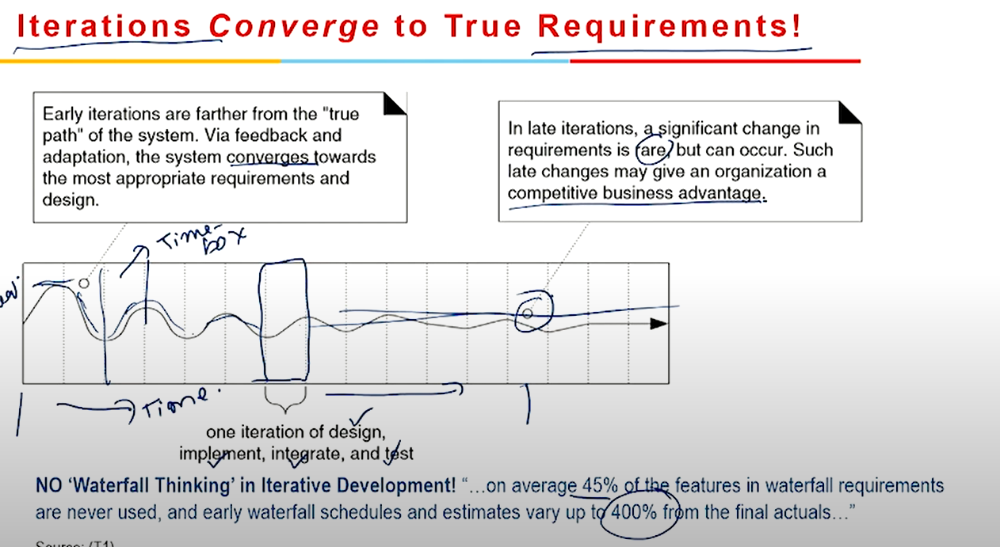 Iterations Converge to True Requirements!
Early iterations are farther from the "true
path" of the system. Via feedback and
adaptation, the system converges towards
the most appropriate requirements and
design.
In late iterations, a significant change in
requirements is rare, but can occur. Such
late changes may give an organization a
competitive business advantage.
Time-
box
Time.
one iteration of design,
implement, integrate, and test
NO ‘Waterfall Thinking’ in Iterative Development! “…on average 45% of the features in waterfall requirements
are never used, and early waterfall schedules and estimates vary up to 400% from the final actuals…”
Source: (T1)